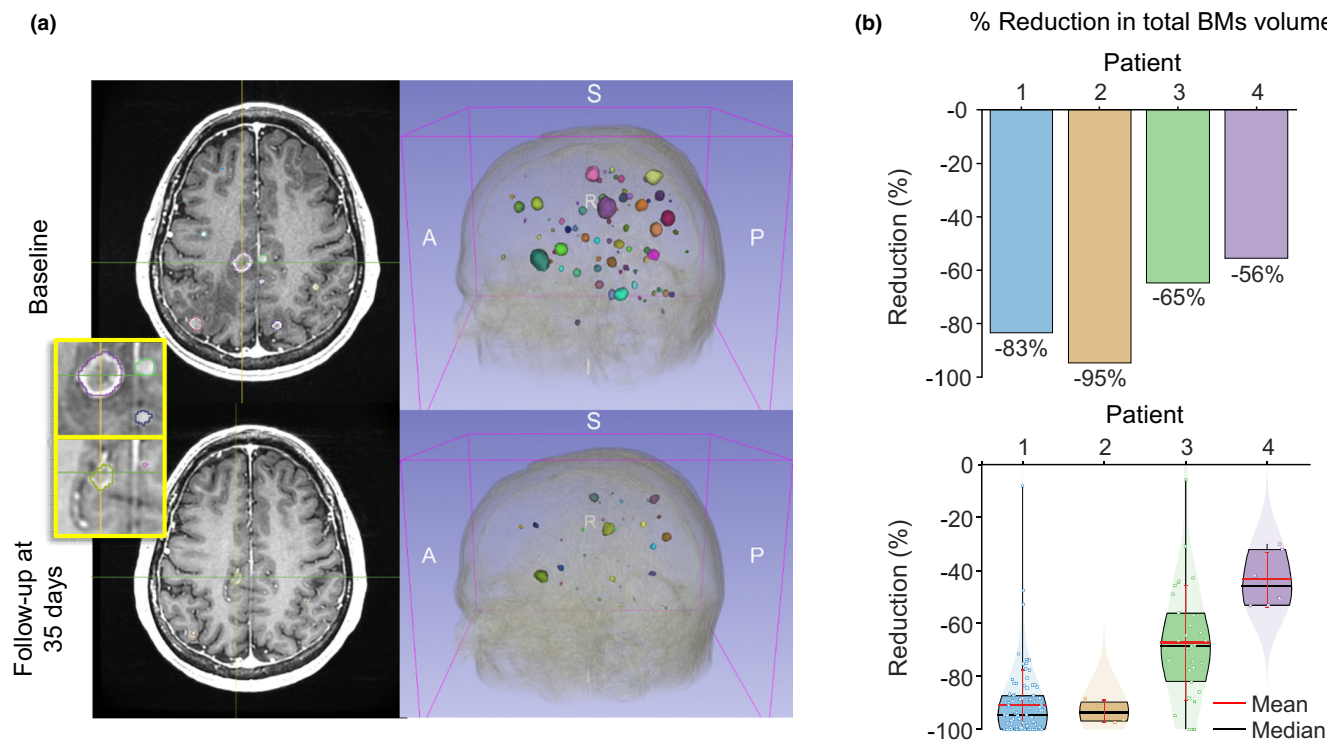 (a)
Baseline
Follow-up at
35 days
S
R
A
P
I
S
R
A
P
(b)
% Reduction in total BMs volume
Patient
1 2 3 4
Reduction (%)
-0
-20
-40
-60
-80
-100
-83%
-95%
-65%
-56%
Patient
1 2 3 4
Reduction (%)
0
-20
-40
-60
-80
-100
Mean
Median